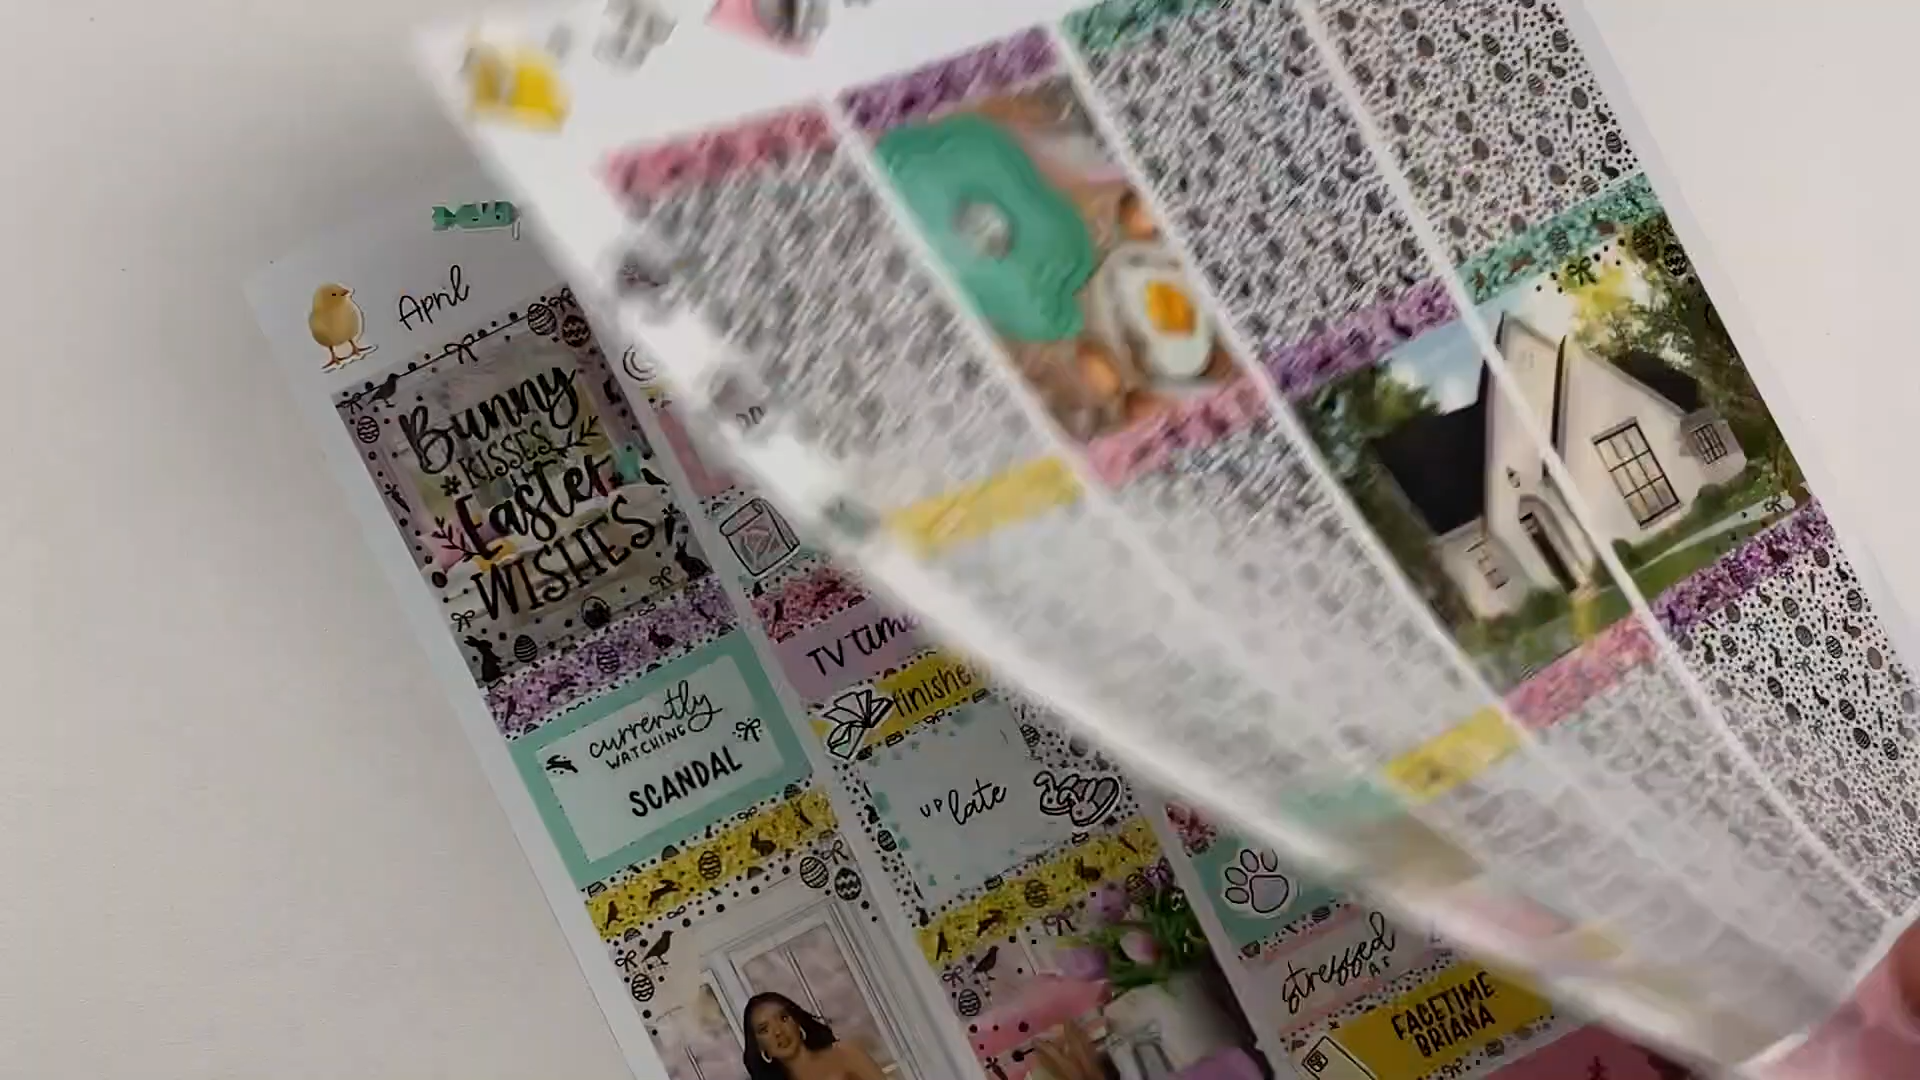 April
Bunny
KISSES
Easter
WISHES
currently
WATCHING
SCANDAL
TV time
finished
UP late
stressed
AF
FACETIME
BRIANA